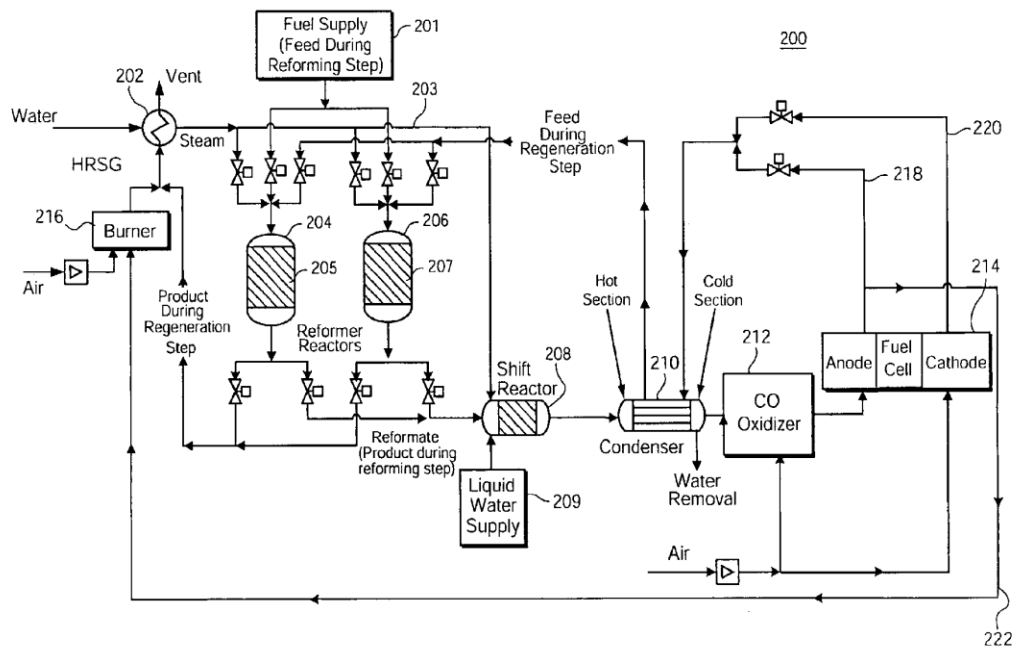 Fuel Supply
(Feed During
Reforming Step)
201
200
202
Vent
203
Water
Steam
Feed
During
Regeneration
Step
220
218
HRSG
216
Burner
204
206
205
207
214
Air
Product
During
Regeneration
Step
Reformer
Reactors
Hot
Section
Cold
Section
212
Anode
Fuel
Cell
Cathode
Shift
Reactor
208
210
CO
Oxidizer
Condenser
Reformate
(Product during
reforming step)
Water
Removal
Liquid
Water
Supply
209
Air
222